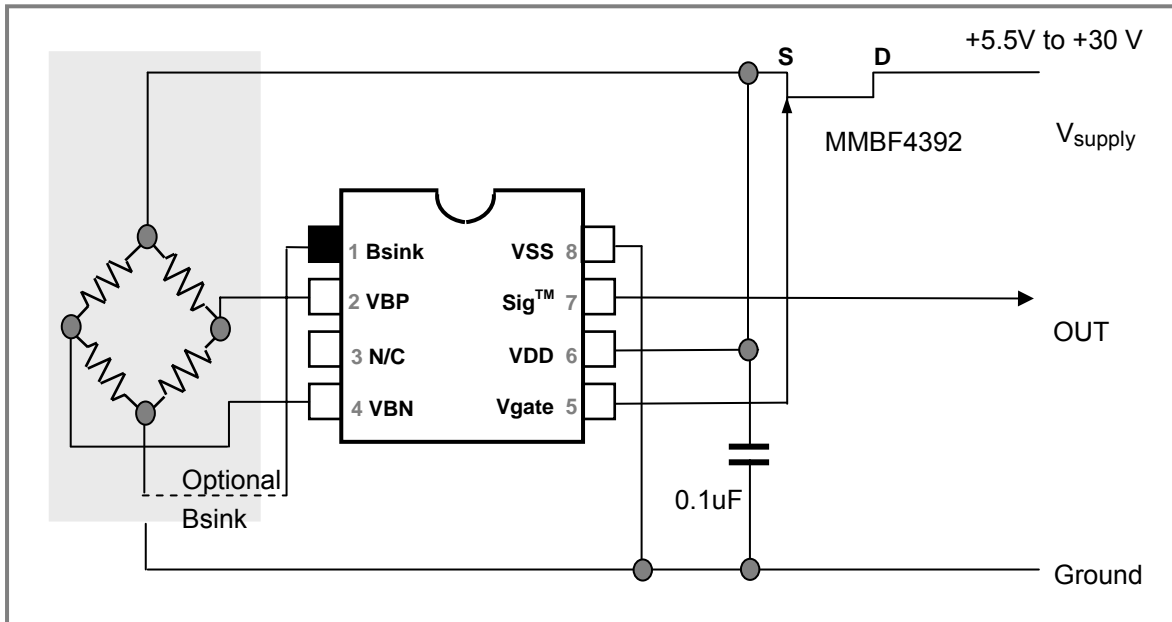 +5.5V to +30 V
S
D
MMBF4392
Vsupply
1 Bsink
VSS 8
2 VBP
Sig™ 7
OUT
3 N/C
VDD 6
4 VBN
Vgate 5
Optional
Bsink
0.1uF
Ground